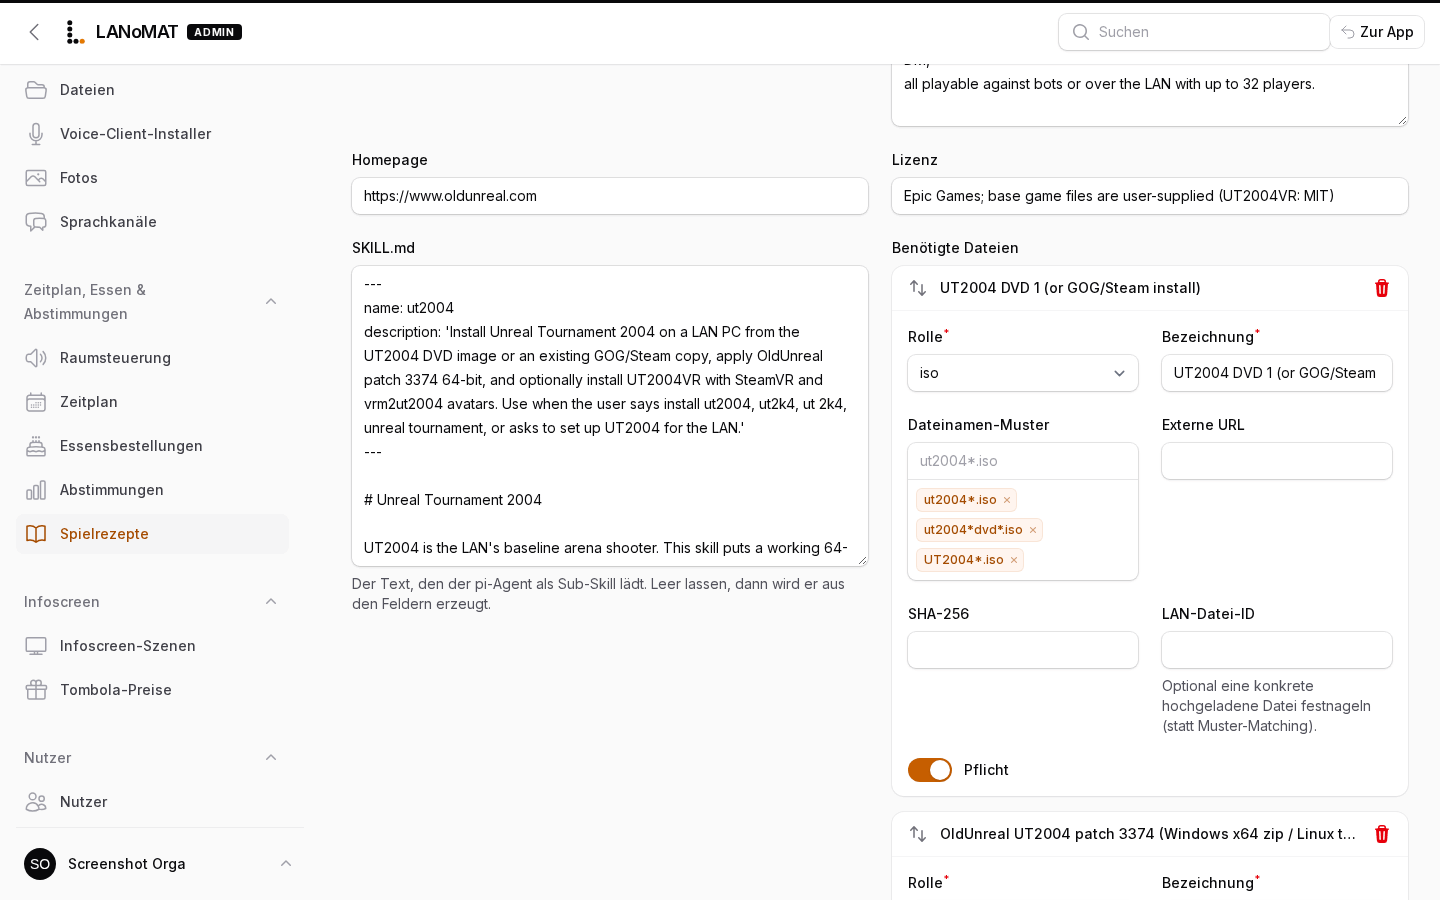 LANoMAT ADMIN
Suchen
Zur App
Dateien
Voice-Client-Installer
Fotos
Sprachkanäle
Zeitplan, Essen &
Abstimmungen
Raumsteuerung
Zeitplan
Essensbestellungen
Abstimmungen
Spielrezepte
Infoscreen
Infoscreen-Szenen
Tombola-Preise
Nutzer
Nutzer
SO Screenshot Orga
all playable against bots or over the LAN with up to 32 players.
Homepage
https://www.oldunreal.com
Lizenz
Epic Games; base game files are user-supplied (UT2004VR: MIT)
SKILL.md
---
name: ut2004
description: 'Install Unreal Tournament 2004 on a LAN PC from the
UT2004 DVD image or an existing GOG/Steam copy, apply OldUnreal
patch 3374 64-bit, and optionally install UT2004VR with SteamVR and
vrm2ut2004 avatars. Use when the user says install ut2004, ut2k4, ut 2k4,
unreal tournament, or asks to set up UT2004 for the LAN.'
---
# Unreal Tournament 2004
UT2004 is the LAN's baseline arena shooter. This skill puts a working 64-
Der Text, den der pi-Agent als Sub-Skill lädt. Leer lassen, dann wird er aus
den Feldern erzeugt.
Benötigte Dateien
UT2004 DVD 1 (or GOG/Steam install)
Rolle*
iso
Bezeichnung*
UT2004 DVD 1 (or GOG/Steam
Dateinamen-Muster
ut2004*.iso
ut2004*.iso ×
ut2004*dvd*.iso ×
UT2004*.iso ×
Externe URL
SHA-256
LAN-Datei-ID
Optional eine konkrete
hochgeladene Datei festnageln
(statt Muster-Matching).
Pflicht
OldUnreal UT2004 patch 3374 (Windows x64 zip / Linux t…
Rolle*
Bezeichnung*